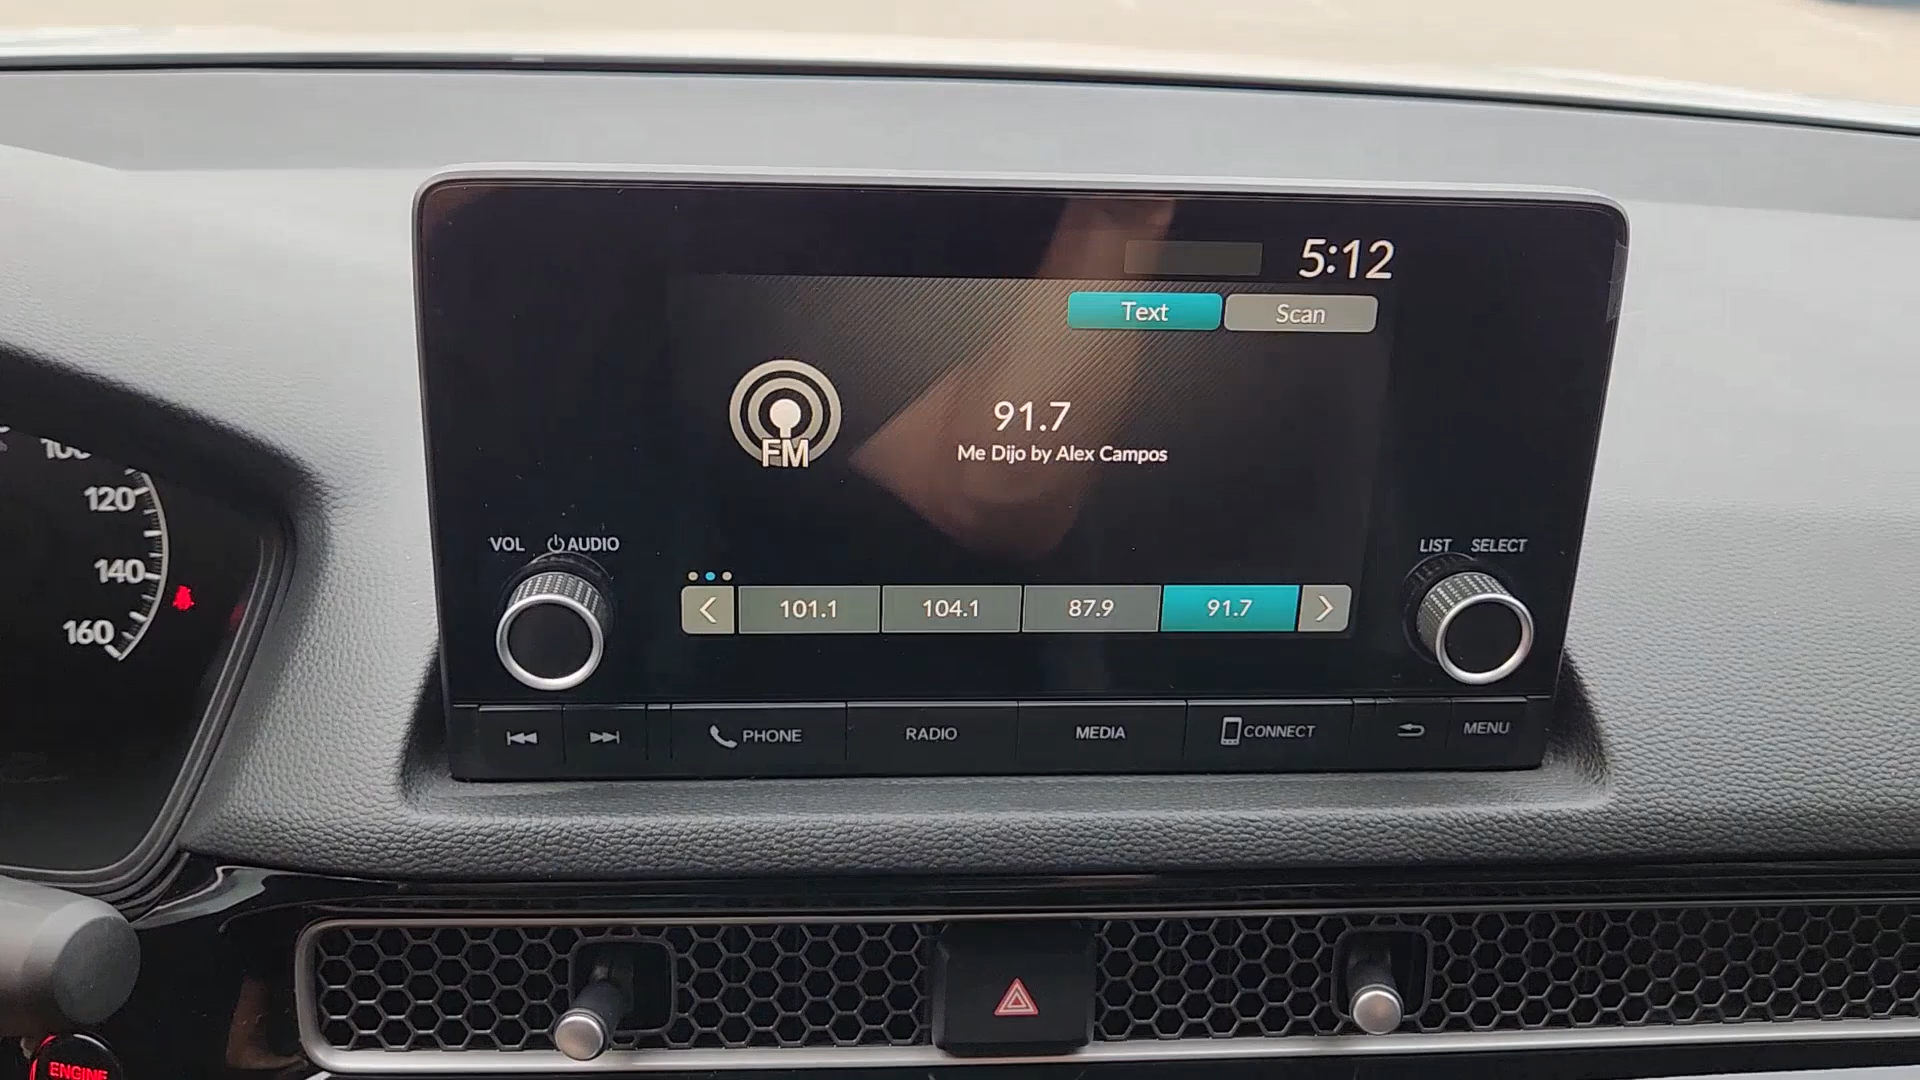 5:12
Text Scan
91.7
Me Dijo by Alex Campos
FM
VOL AUDIO
LIST SELECT
101.1 104.1 87.9 91.7
PHONE RADIO MEDIA CONNECT MENU
120
140
160
ENGINE